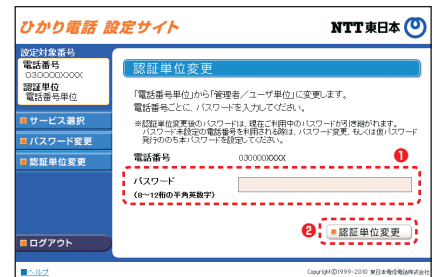 ひかり電話 設定サイト
NTT東日本
設定対象番号
電話番号
030000XXXX
認証単位
電話番号単位
サービス選択
パスワード変更
認証単位変更
ログアウト
ヘルプ
認証単位変更
「電話番号単位」から「管理者/ユーザ単位」に変更します。
電話番号ごとに、パスワードを入力してください。
※認証単位変更後のパスワードは、現在ご利用中のパスワードが引き継がれます。
パスワード未設定の電話番号を利用される際は、パスワード変更、もしくは仮パスワード
発行ののち本パスワードを設定してください。
電話番号
030000XXXX
❶
パスワード
(8〜12桁の半角英数字)
❷
認証単位変更
Copyright©1999-2010 東日本電信電話株式会社